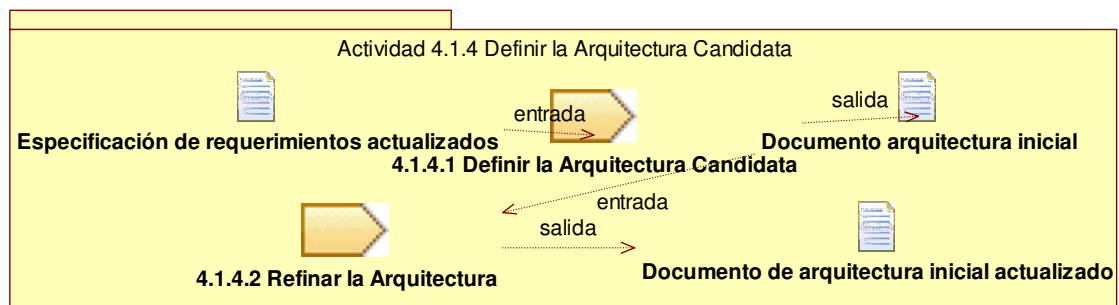 Actividad 4.1.4 Definir la Arquitectura Candidata
entrada
salida
Especificación de requerimientos actualizados
Documento arquitectura inicial
4.1.4.1 Definir la Arquitectura Candidata
entrada
salida
4.1.4.2 Refinar la Arquitectura
Documento de arquitectura inicial actualizado